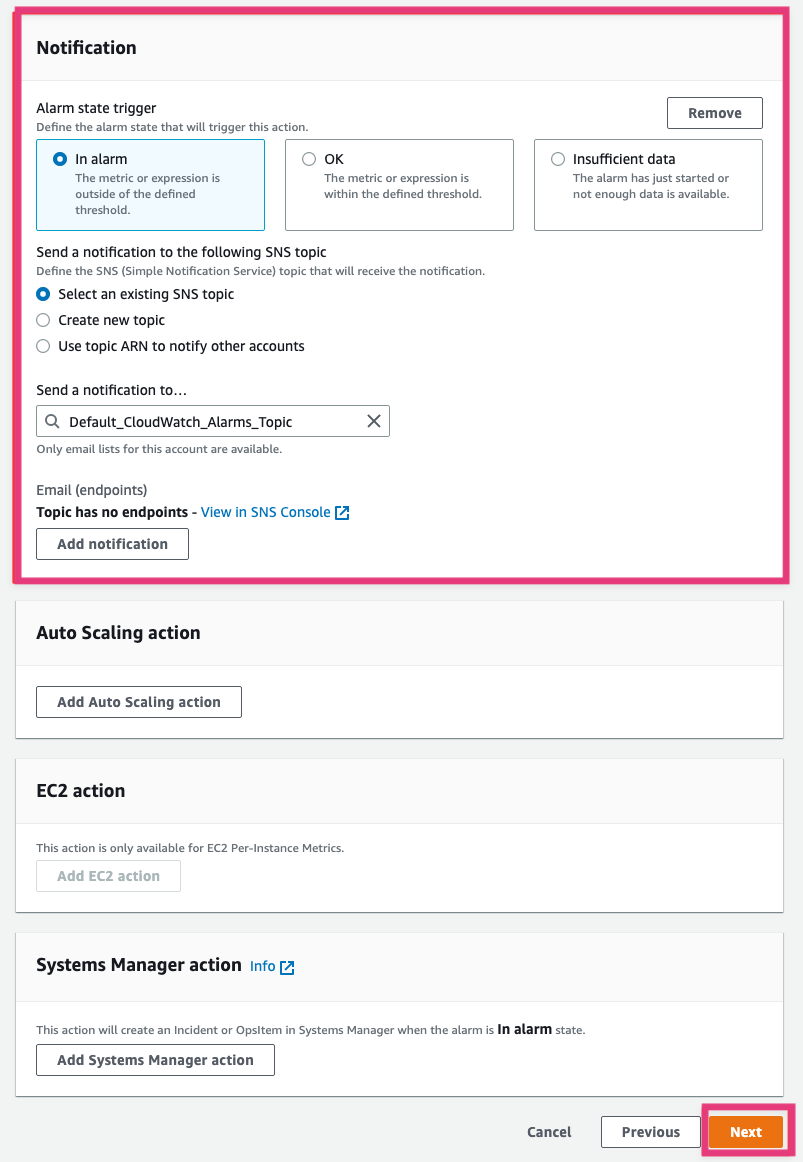 Notification
Alarm state trigger
Define the alarm state that will trigger this action.
Remove
In alarm
The metric or expression is
outside of the defined
threshold.
OK
The metric or expression is
within the defined threshold.
Insufficient data
The alarm has just started or
not enough data is available.
Send a notification to the following SNS topic
Define the SNS (Simple Notification Service) topic that will receive the notification.
Select an existing SNS topic
Create new topic
Use topic ARN to notify other accounts
Send a notification to…
Default_CloudWatch_Alarms_Topic
Only email lists for this account are available.
Email (endpoints)
Topic has no endpoints - View in SNS Console
Add notification
Auto Scaling action
Add Auto Scaling action
EC2 action
This action is only available for EC2 Per-Instance Metrics.
Add EC2 action
Systems Manager action Info
This action will create an Incident or OpsItem in Systems Manager when the alarm is In alarm state.
Add Systems Manager action
Cancel Previous Next